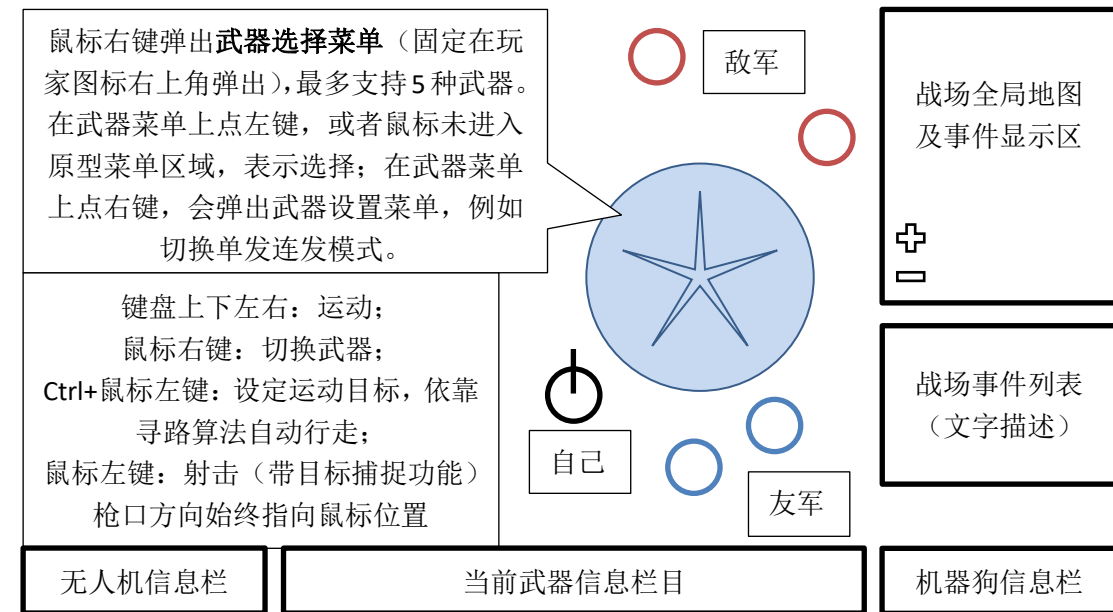 鼠标右键弹出武器选择菜单（固定在玩
家图标右上角弹出），最多支持5种武器。
在武器菜单上点左键，或者鼠标未进入
原型菜单区域，表示选择；在武器菜单
上点右键，会弹出武器设置菜单，例如
切换单发连发模式。
键盘上下左右：运动；
鼠标右键：切换武器；
Ctrl+鼠标左键：设定运动目标，依靠
寻路算法自动行走；
鼠标左键：射击（带目标捕捉功能）
枪口方向始终指向鼠标位置
敌军
自己
友军
战场全局地图
及事件显示区
战场事件列表
（文字描述）
无人机信息栏
当前武器信息栏目
机器狗信息栏